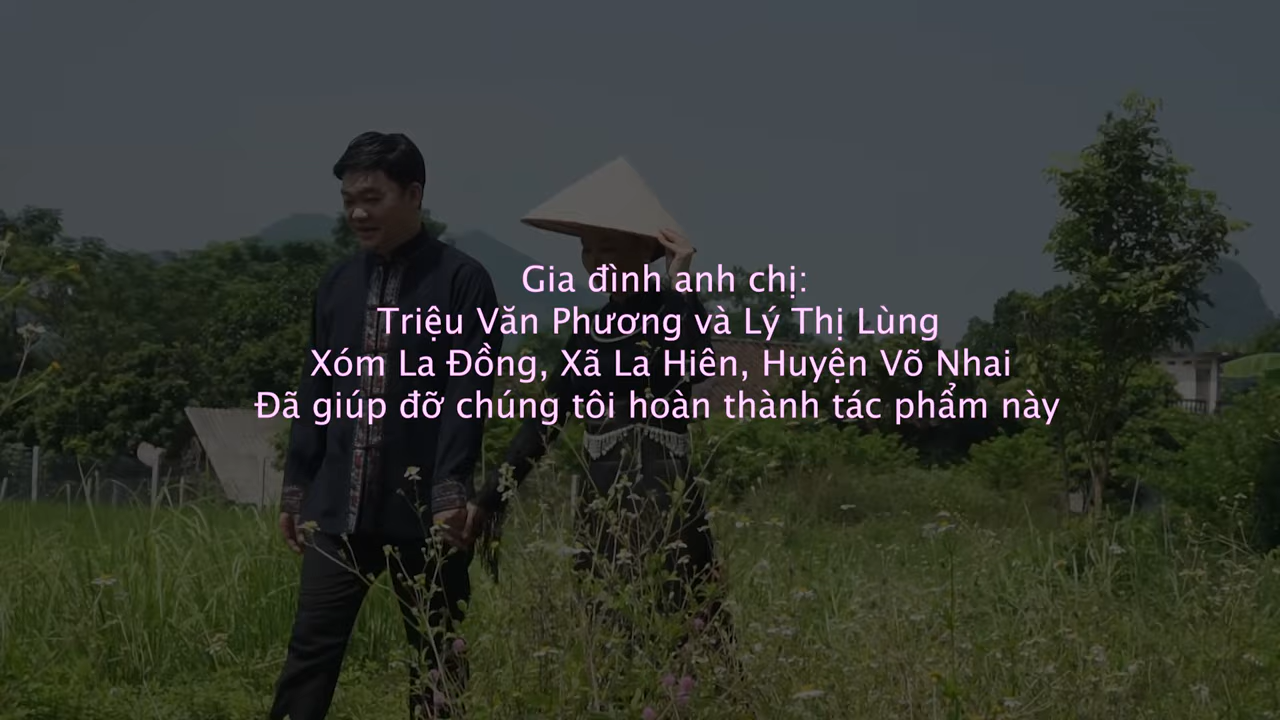 Gia đình anh chị:
Triệu Văn Phương và Lý Thị Lùng
Xóm La Đồng, Xã La Hiên, Huyện Võ Nhai
Đã giúp đỡ chúng tôi hoàn thành tác phẩm này